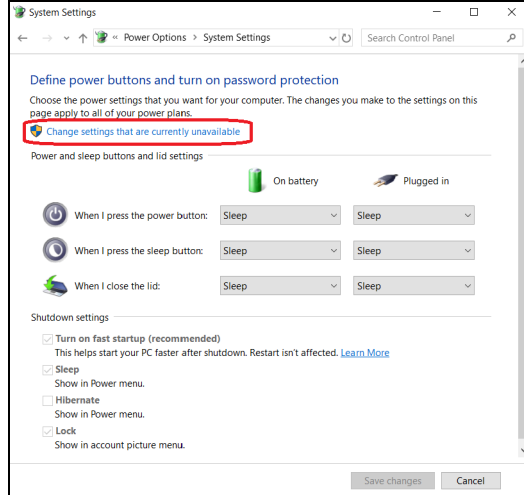 System Settings
« Power Options > System Settings
Search Control Panel
Define power buttons and turn on password protection
Choose the power settings that you want for your computer. The changes you make to the settings on this
page apply to all of your power plans.
Change settings that are currently unavailable
Power and sleep buttons and lid settings
On battery Plugged in
When I press the power button: Sleep Sleep
When I press the sleep button: Sleep Sleep
When I close the lid: Sleep Sleep
Shutdown settings
Turn on fast startup (recommended)
This helps start your PC faster after shutdown. Restart isn't affected. Learn More
Sleep
Show in Power menu.
Hibernate
Show in Power menu.
Lock
Show in account picture menu.
Save changes Cancel